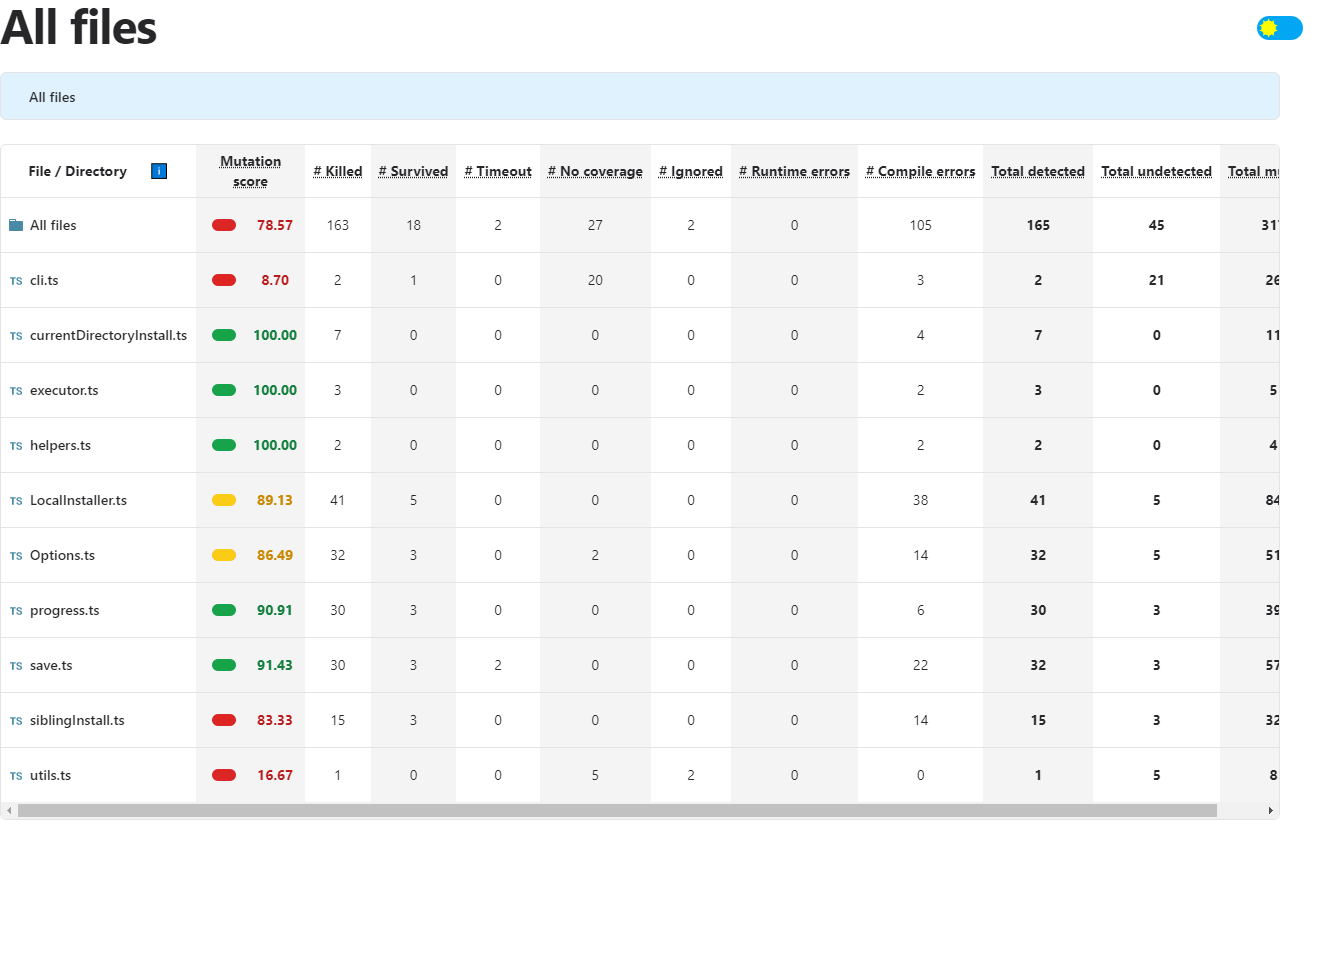 All files
All files
File / Directory i Mutation score # Killed # Survived # Timeout # No coverage # Ignored # Runtime errors # Compile errors Total detected Total undetected Total
All files 78.57 163 18 2 27 2 0 105 165 45
TS cli.ts 8.70 2 1 0 20 0 0 3 2 21 26
TS currentDirectoryInstall.ts 100.00 7 0 0 0 0 0 4 7 0 11
TS executor.ts 100.00 3 0 0 0 0 0 2 3 0 5
TS helpers.ts 100.00 2 0 0 0 0 0 2 2 0 4
TS LocalInstaller.ts 89.13 41 5 0 0 0 0 38 41 5 84
TS Options.ts 86.49 32 3 0 2 0 0 14 32 5 51
TS progress.ts 90.91 30 3 0 0 0 0 6 30 3 39
TS save.ts 91.43 30 3 2 0 0 0 22 32 3 57
TS siblingInstall.ts 83.33 15 3 0 0 0 0 14 15 3 32
TS utils.ts 16.67 1 0 0 5 2 0 0 1 5 8